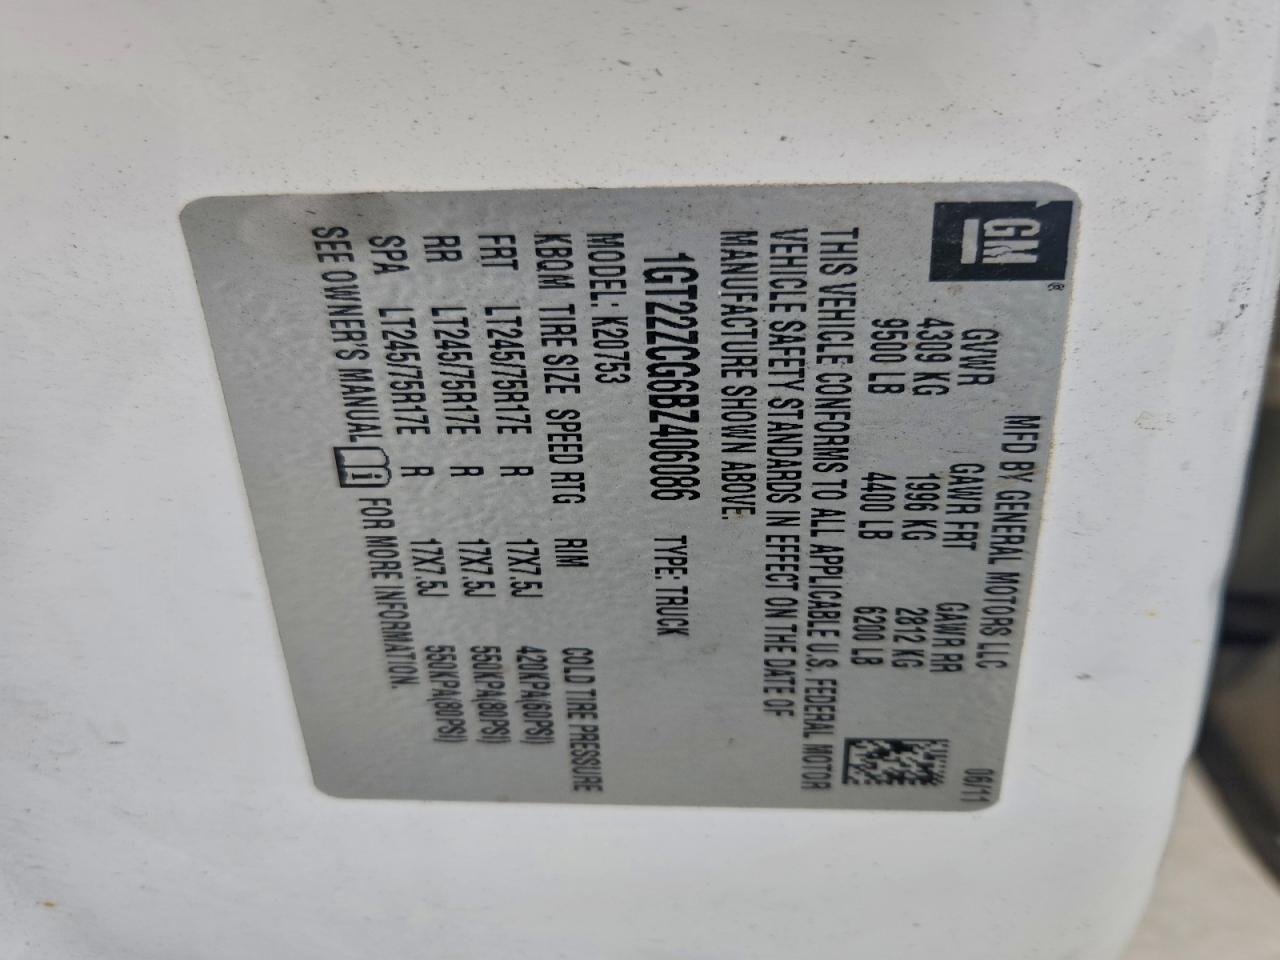 GM ®
MFD BY GENERAL MOTORS LLC 06/11
GVWR GAWR FRT GAWR RR
4309 KG 1996 KG 2812 KG
9500 LB 4400 LB 6200 LB
THIS VEHICLE CONFORMS TO ALL APPLICABLE U.S. FEDERAL MOTOR
VEHICLE SAFETY STANDARDS IN EFFECT ON THE DATE OF
MANUFACTURE SHOWN ABOVE.
1GT22ZCG6BZ406086 TYPE: TRUCK
MODEL: K20753
KBQM TIRE SIZE SPEED RTG RIM COLD TIRE PRESSURE
FRT LT245/75R17E R 17X7.5J 420KPA(60PSI)
RR LT245/75R17E R 17X7.5J 550KPA(80PSI)
SPA LT245/75R17E R 17X7.5J 550KPA(80PSI)
SEE OWNER'S MANUAL i FOR MORE INFORMATION.